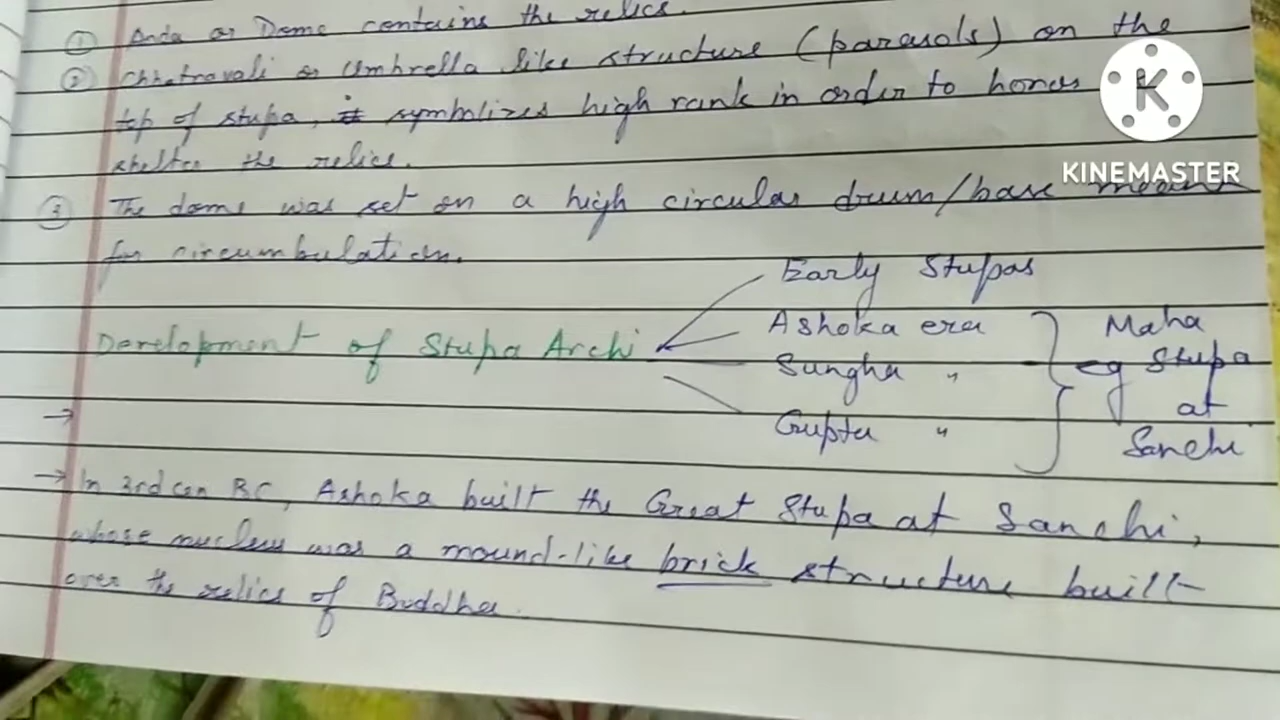 ① Anda or Dome contains the relics.
② Chhatravali or Umbrella like structure (parasols) on the
top of stupa, it symbolizes high rank in order to honor
shelter the relics.
③ The dome was set on a high circular drum/base meant
for circumbulation.
Early Stupas
Development of Stupa Archi
Ashoka era
Sungha "
Gupta "
eg Maha
Stupa
at
Sanchi
→
→ In 3rd cen BC, Ashoka built the Great Stupa at Sanchi,
whose nucleus was a mound-like brick structure built
over the relics of Buddha.
K
KINEMASTER